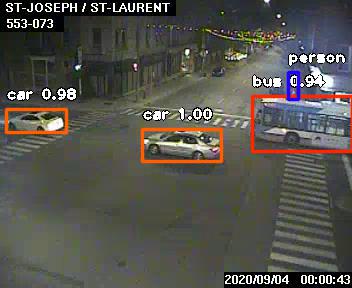 ST-JOSEPH / ST-LAURENT
553-073
person
bus 0.94
car 0.98
car 1.00
2020/09/04 00:00:43